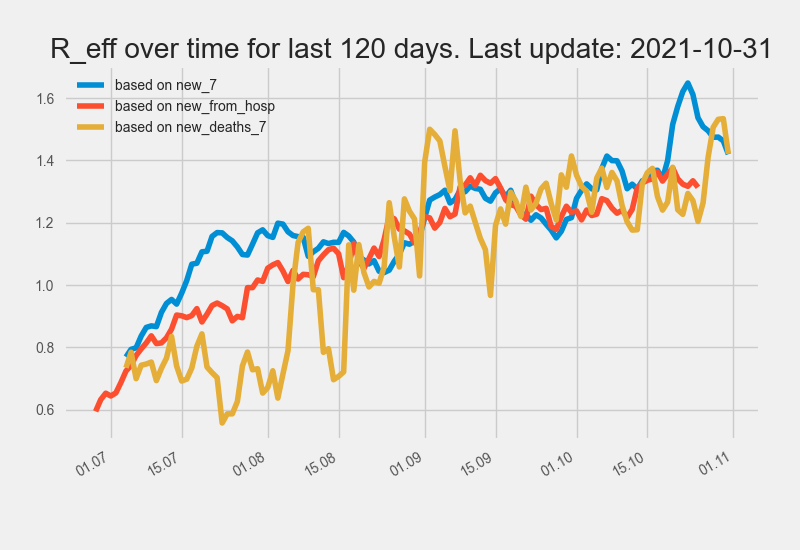 R_eff over time for last 120 days. Last update: 2021-10-31
based on new_7
based on new_from_hosp
based on new_deaths_7
1.6
1.4
1.2
1.0
0.8
0.6
01.07 15.07 01.08 15.08 01.09 15.09 01.10 15.10 01.11